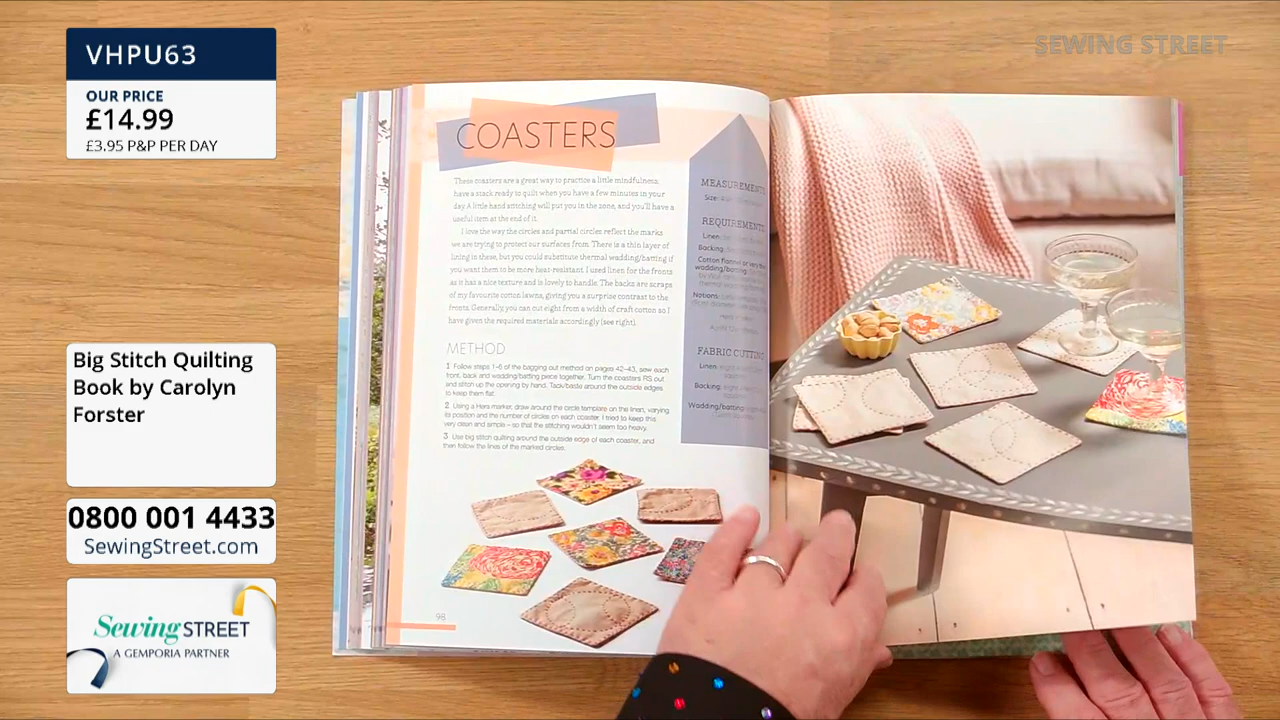 VHPU63
OUR PRICE
£14.99
£3.95 P&P PER DAY
Big Stitch Quilting
Book by Carolyn
Forster
0800 001 4433
SewingStreet.com
Sewing STREET
A GEMPORIA PARTNER
SEWING STREET
COASTERS
These coasters are a great way to practise a little mindfulness,
have a stack ready to quilt when you have a few minutes in your
day. A little hand stitching will put you in the zone, and you'll have a
useful item at the end of it.
I love the way the circles and partial circles reflect the marks
we are trying to protect our surfaces from. There is a thin layer of
lining in these, but you could substitute thermal wadding/batting if
you want them to be more heat-resistant. I used linen for the fronts
as it has a nice texture and is lovely to handle. The backs are scraps
of my favourite cotton lawns, giving you a surprise contrast to the
fronts. Generally, you can cut eight from a width of craft cotton so I
have given the required materials accordingly (see right).
METHOD
1 Follow steps 1–6 of the bagging out method on pages 42–43, sew each
front, back and wadding/batting piece together. Turn the coasters RS out
and stitch up the opening by hand. Tack/baste around the outside edges
to keep them flat.
2 Using a Hera marker, draw around the circle template on the linen, varying
its position and the number of circles on each coaster. I tried to keep this
very clean and simple – so that the stitching wouldn't seem too heavy.
3 Use big stitch quilting around the outside edge of each coaster, and
then follow the lines of the marked circles.
98
MEASUREMENTS
Size:
REQUIREMENTS
Linen:
Backing:
Cotton flannel or very thin
wadding/batting:
Notions:
FABRIC CUTTING
Linen:
Backing:
Wadding/batting: